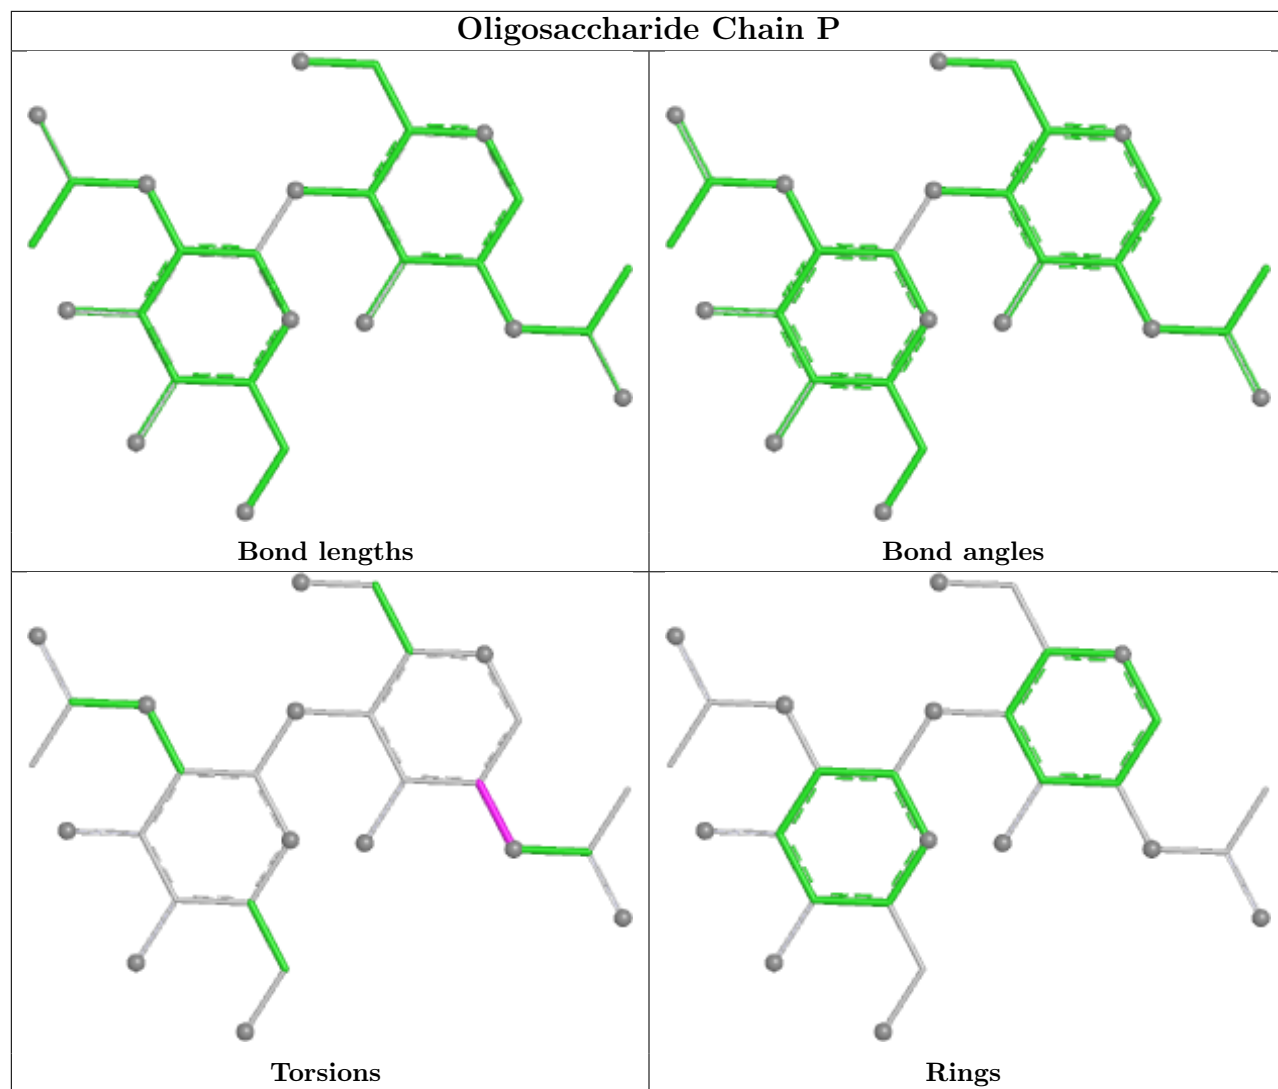 Oligosaccharide Chain P
Bond lengths
Bond angles
Torsions
Rings